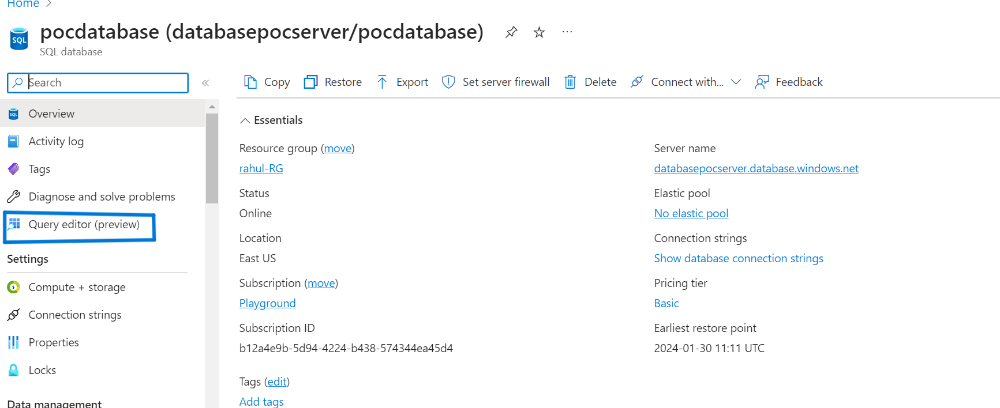 Home >
pocdatabase (databasepocserver/pocdatabase)
SQL
SQL database
Search
«
Copy
Restore
Export
Set server firewall
Delete
Connect with...
Feedback
SQL
Overview
Activity log
Tags
Diagnose and solve problems
Query editor (preview)
Settings
Compute + storage
Connection strings
Properties
Locks
Data management
Essentials
Resource group (move)
rahul-RG
Status
Online
Location
East US
Subscription (move)
Playground
Subscription ID
b12a4e9b-5d94-4224-b438-574344ea45d4
Tags (edit)
Add tags
Server name
databasepocserver.database.windows.net
Elastic pool
No elastic pool
Connection strings
Show database connection strings
Pricing tier
Basic
Earliest restore point
2024-01-30 11:11 UTC